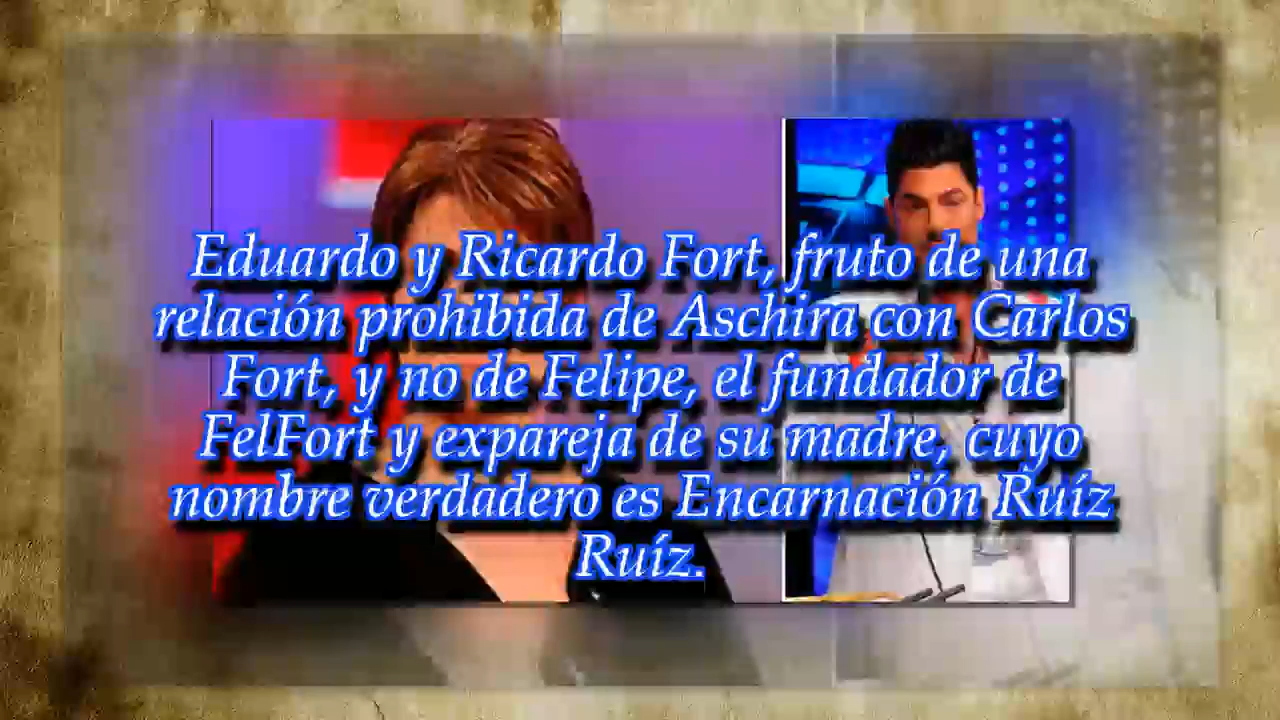 Eduardo y Ricardo Fort, fruto de una
relación prohibida de Aschira con Carlos
Fort, y no de Felipe, el fundador de
FelFort y expareja de su madre, cuyo
nombre verdadero es Encarnación Ruíz
Ruíz.